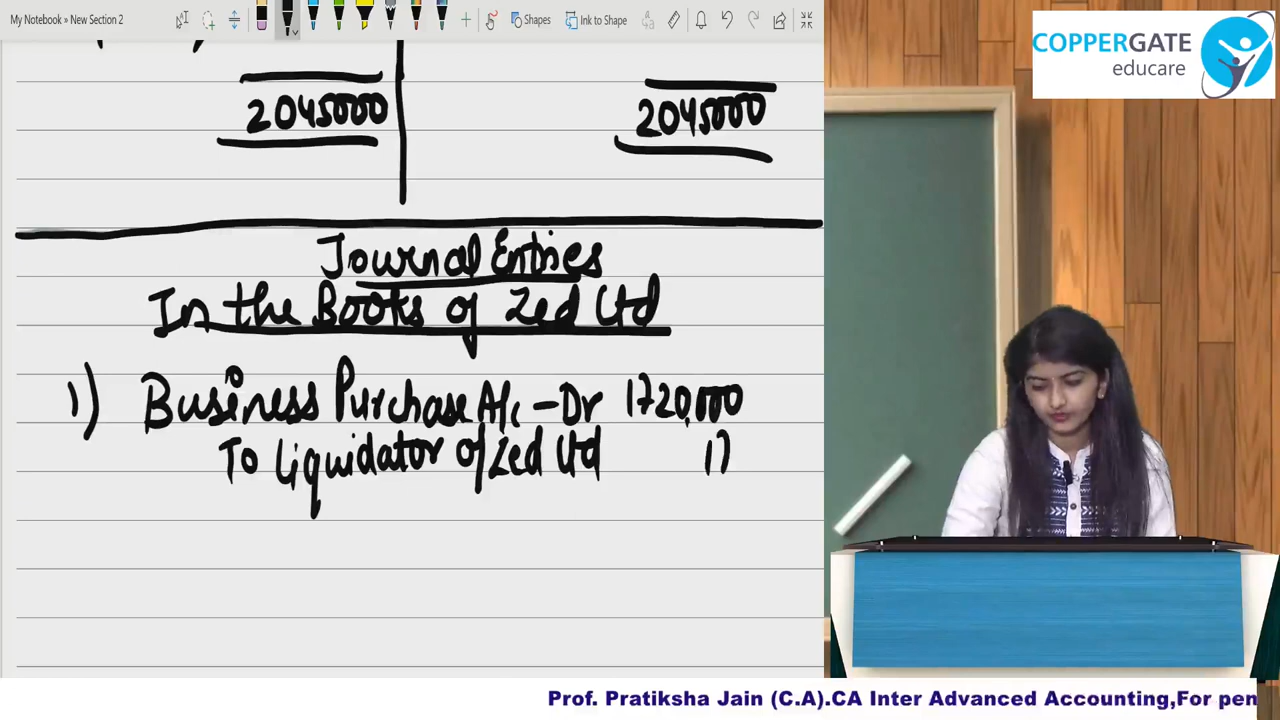 My Notebook » New Section 2
Shapes
Ink to Shape
COPPERGATE
educare
2045000 2045000
Journal Entries
In the Books of Zed Ltd
1) Business Purchase A/c - Dr 1720,000
To Liquidator of Zed Ltd 17
Prof. Pratiksha Jain (C.A).CA Inter Advanced Accounting,For pen